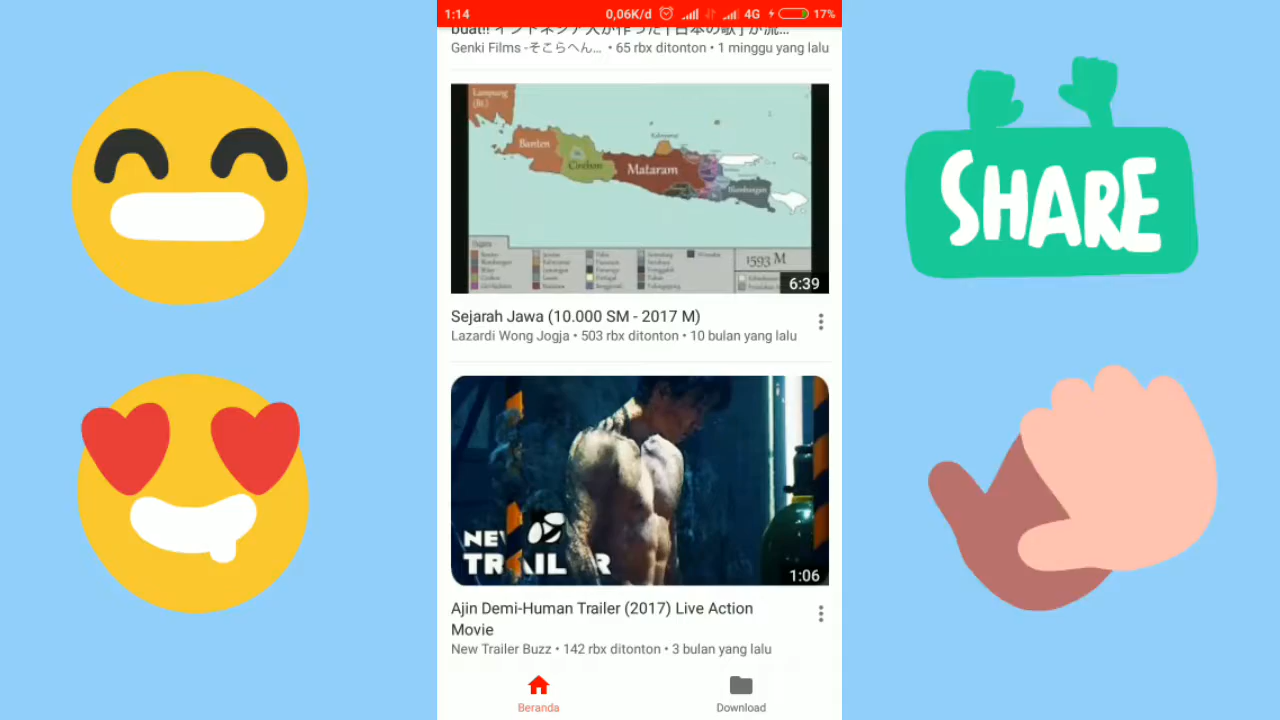 1:14 0,06K/d 4G 17%
Genki Films -そこらへん... • 65 rbx ditonton • 1 minggu yang lalu
Lampung
(Bt.)
Banten
Cirebon
Mataram
Blambangan
1593 M
6:39
Sejarah Jawa (10.000 SM - 2017 M)
Lazardi Wong Jogja • 503 rbx ditonton • 10 bulan yang lalu
NEW
TRAILER
1:06
Ajin Demi-Human Trailer (2017) Live Action
Movie
New Trailer Buzz • 142 rbx ditonton • 3 bulan yang lalu
Beranda Download
SHARE